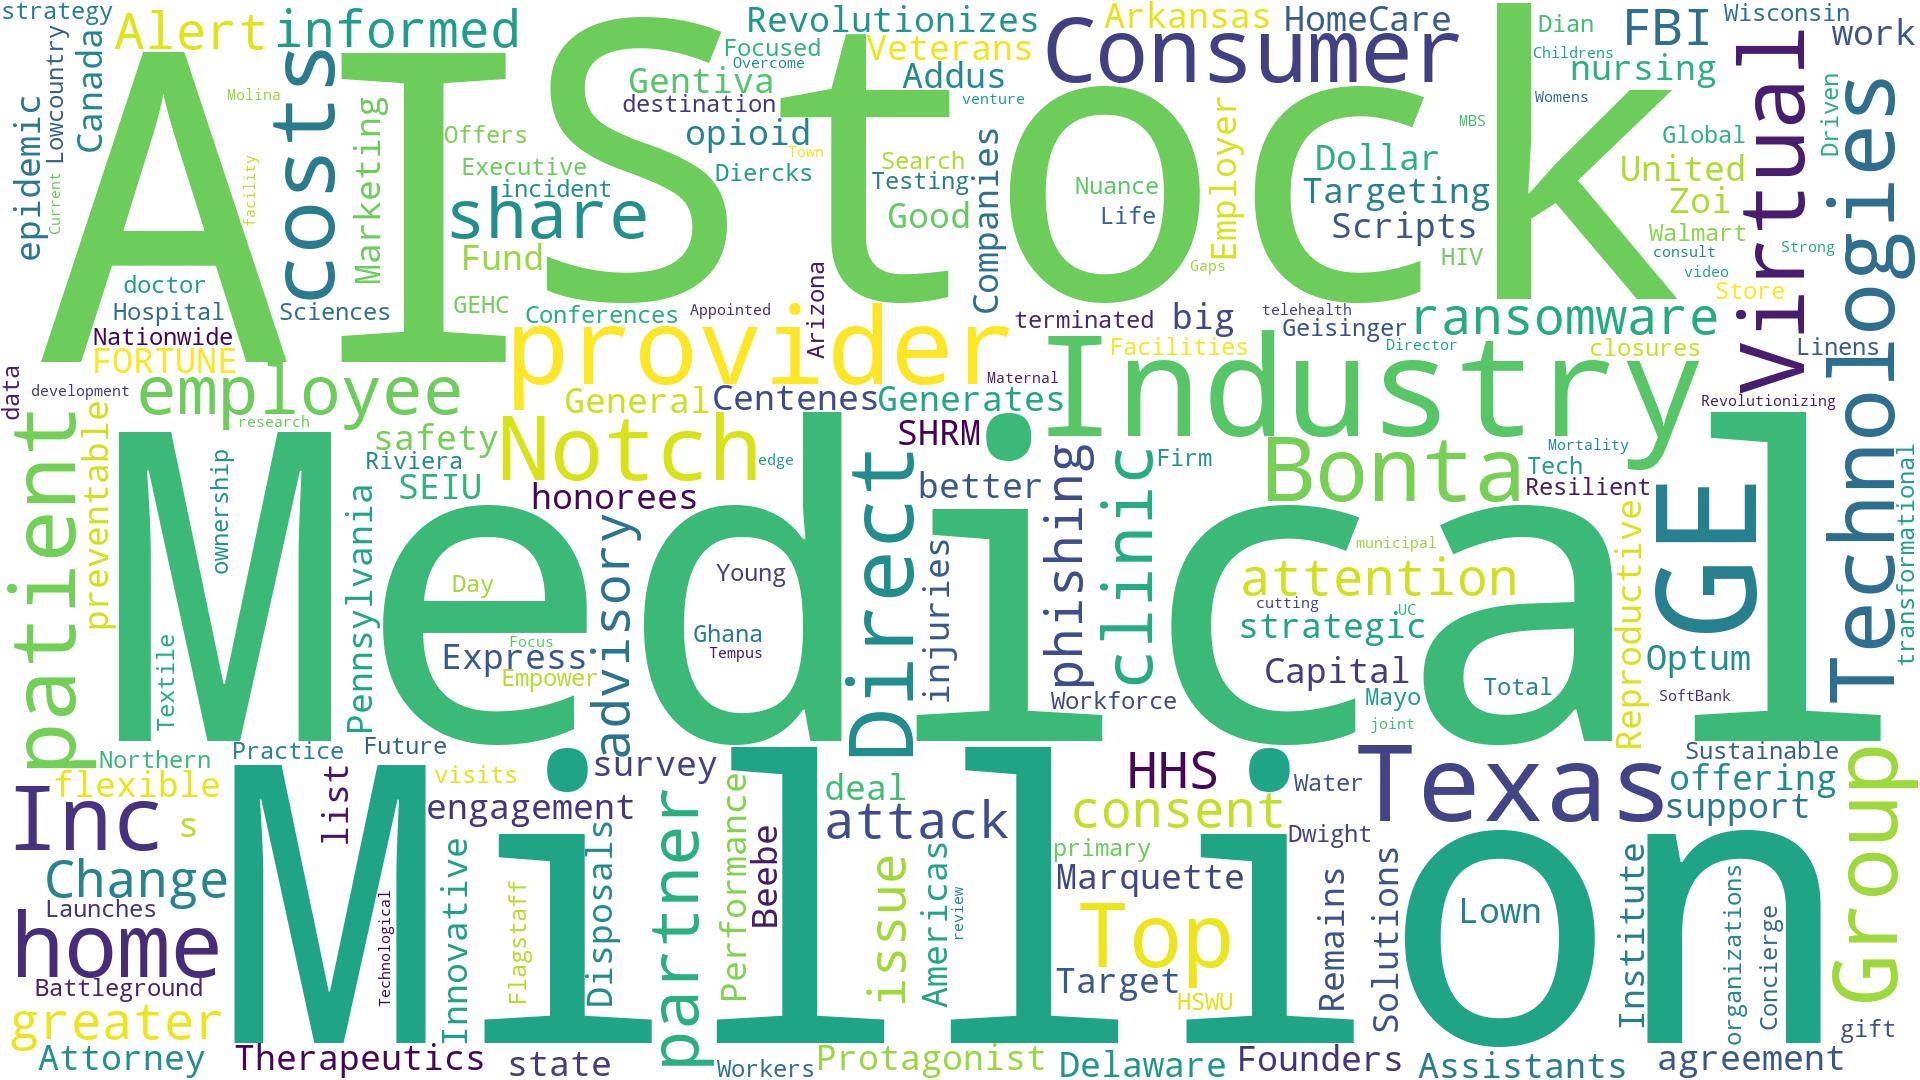 strategy
Alert
informed
Revolutionizes
Arkansas
HomeCare
Dian
FBI
Wisconsin
work
AI
Stock
Consumer
Veterans
Focused
Overcome
Childrens
nursing
Canada
Lowcountry
costs
Gentiva
Addus
destination
venture
Womens
Virtual
Technologies
Driven
epidemic
Molina
Marketing
Offers
opioid
Town
Companies
Employer
MBS
Global
Executive
incident
Diercks
Search
Testing
Nuance
Dollar
Targeting
United
Zoi
Current
facility
share
Good
Life
Scripts
Walmart
Strong
Fund
Gaps
HIV
consult
video
Store
doctor
Hospital
Sciences
GEHC
Conferences
Appointed
Arizona
provider
terminated
big
telehealth
Geisinger
ransomware
Nationwide
FORTUNE
Facilities
Director
closures
Linens
data
development
employee
General
Centenes
Generates
Maternal
Industry
Revolutionizing
research
patient
preventable
safety
Notch
SHRM
Riviera
SEIU
edge
honorees
better
Firm
Bonta
Mortality
Tech
Resilient
transformational
Medical
ownership
Textile
Pennsylvania
advisory
Direct
injuries
phishing
clinic
municipal
attention
GE
Reproductive
Day
Young
cutting
UC
strategic
Ghana
Tempus
Focus
Express
Empower
Capital
Mayo
joint
Total
Optum
SoftBank
Workforce
Northern
Practice
Future
survey
HHS
Texas
Sustainable
flexible
visits
deal
Water
offering
support
Group
Inc
s
list
engagement
attack
consent
Dwight
Million
Change
Launches
Innovative
Flagstaff
Disposals
partner
Performance
Beebe
issue
Americas
review
primary
Marquette
Top
Remains
Solutions
Lown
Institute
organizations
Concierge
home
Technological
Battleground
Target
HSWU
greater
gift
Attorney
Therapeutics
state
Workers
Protagonist
Delaware
Founders
Assistants
agreement